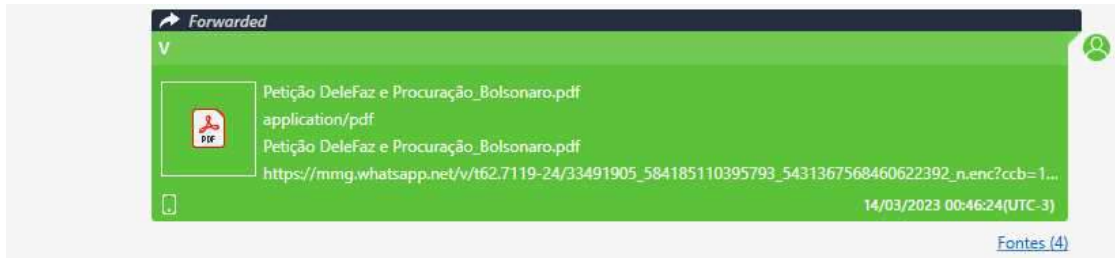 Forwarded
V
Petição DeleFaz e Procuração_Bolsonaro.pdf
application/pdf
PDF
Petição DeleFaz e Procuração_Bolsonaro.pdf
https://mmg.whatsapp.net/v/t62.7119-24/33491905_584185110395793_5431367568460622392_n.enc?ccb=1...
14/03/2023 00:46:24(UTC-3)
Fontes (4)